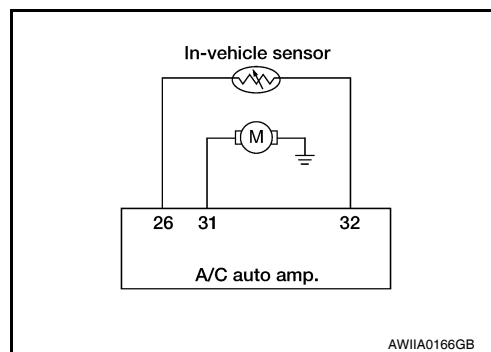 In-vehicle sensor
M
26 31 32
A/C auto amp.
AWIIA0166GB